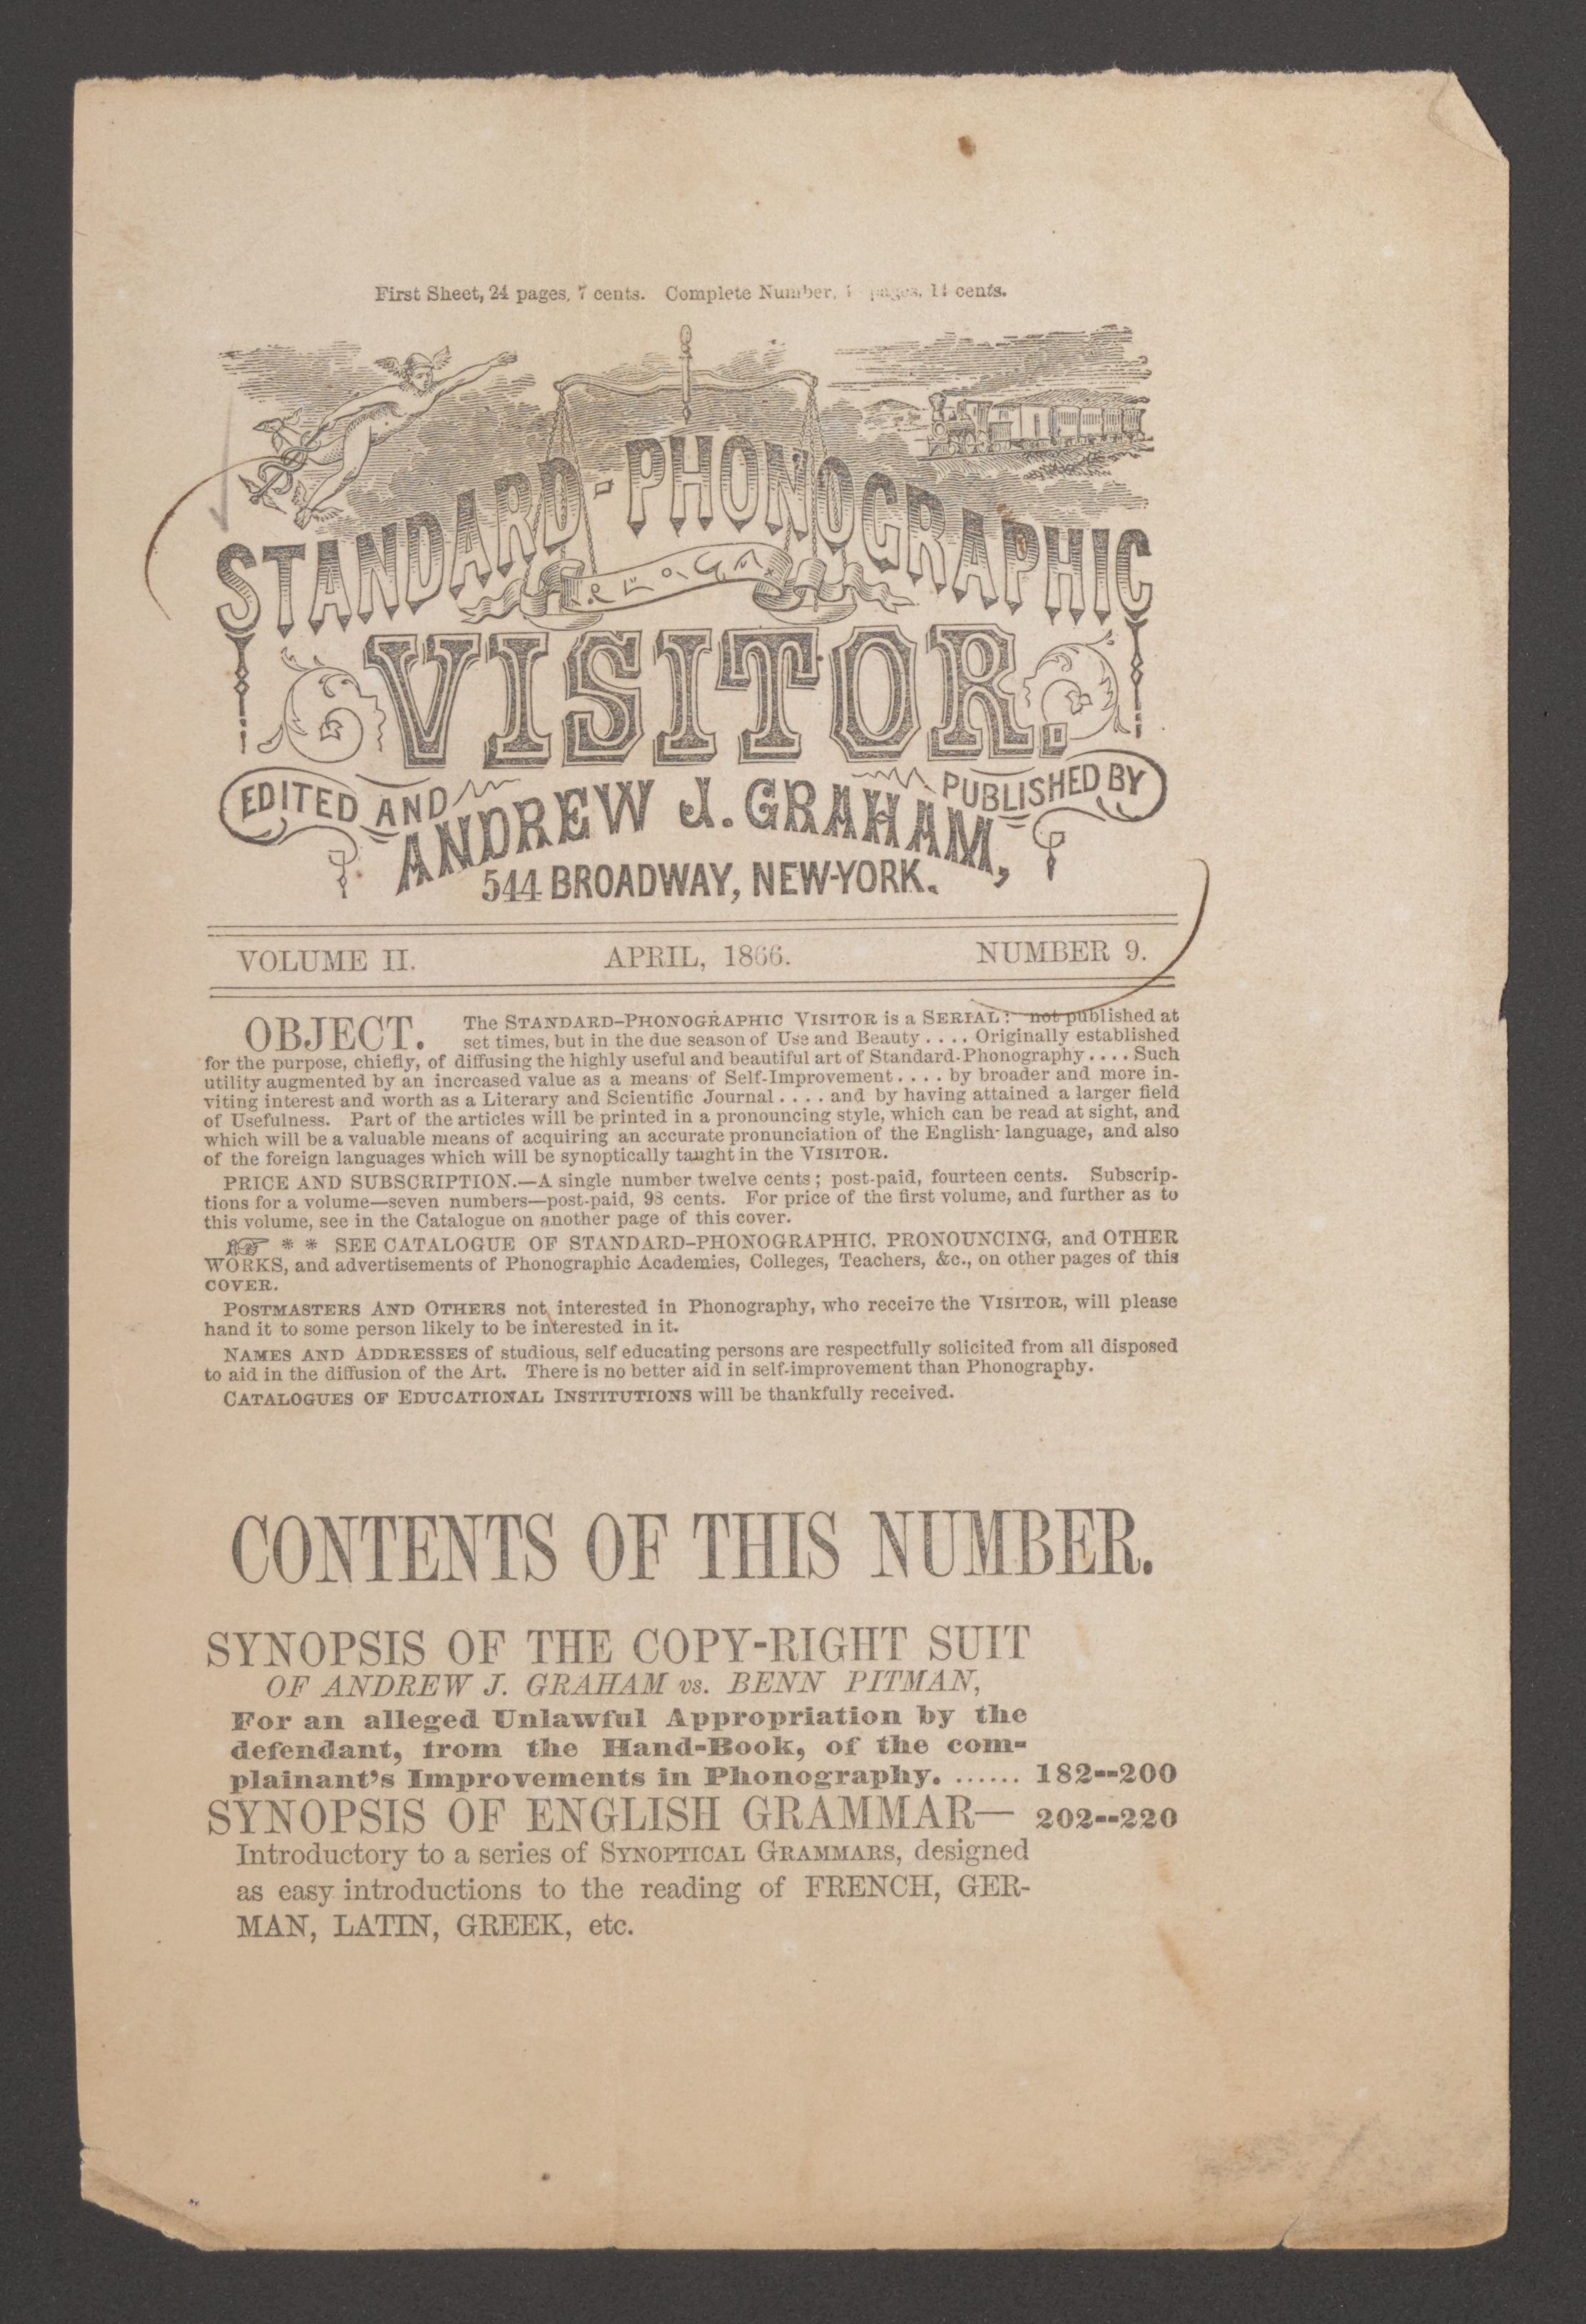 First Sheet, 24 pages, 7 cents. Complete Number, pages, 14 cents.
STANDARD-PHONOGRAPHIC
VISITOR.
EDITED AND PUBLISHED BY
ANDREW J. GRAHAM,
544 BROADWAY, NEW-YORK.
VOLUME II. APRIL, 1866. NUMBER 9.
OBJECT. The STANDARD-PHONOGRAPHIC VISITOR is a SERIAL: not published at
set times, but in the due season of Use and Beauty .... Originally established
for the purpose, chiefly, of diffusing the highly useful and beautiful art of Standard-Phonography .... Such
utility augmented by an increased value as a means of Self-Improvement .... by broader and more in-
viting interest and worth as a Literary and Scientific Journal .... and by having attained a larger field
of Usefulness. Part of the articles will be printed in a pronouncing style, which can be read at sight, and
which will be a valuable means of acquiring an accurate pronunciation of the English language, and also
of the foreign languages which will be synoptically taught in the VISITOR.
PRICE AND SUBSCRIPTION.—A single number twelve cents; post-paid, fourteen cents. Subscrip-
tions for a volume—seven numbers—post-paid, 98 cents. For price of the first volume, and further as to
this volume, see in the Catalogue on another page of this cover.
☞ * * SEE CATALOGUE OF STANDARD-PHONOGRAPHIC, PRONOUNCING, and OTHER
WORKS, and advertisements of Phonographic Academies, Colleges, Teachers, &c., on other pages of this
COVER.
POSTMASTERS AND OTHERS not interested in Phonography, who receive the VISITOR, will please
hand it to some person likely to be interested in it.
NAMES AND ADDRESSES of studious, self educating persons are respectfully solicited from all disposed
to aid in the diffusion of the Art. There is no better aid in self-improvement than Phonography.
CATALOGUES OF EDUCATIONAL INSTITUTIONS will be thankfully received.
CONTENTS OF THIS NUMBER.
SYNOPSIS OF THE COPY-RIGHT SUIT
OF ANDREW J. GRAHAM vs. BENN PITMAN,
For an alleged Unlawful Appropriation by the
defendant, from the Hand-Book, of the com-
plainant's Improvements in Phonography. ...... 182--200
SYNOPSIS OF ENGLISH GRAMMAR— 202--220
Introductory to a series of SYNOPTICAL GRAMMARS, designed
as easy introductions to the reading of FRENCH, GER-
MAN, LATIN, GREEK, etc.